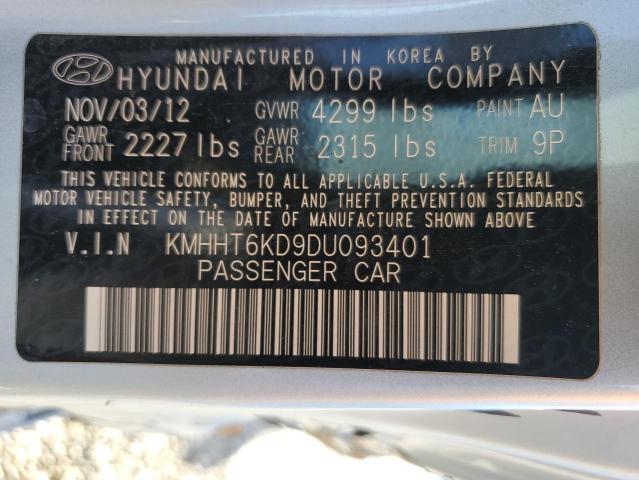 MANUFACTURED IN KOREA BY
HYUNDAI MOTOR COMPANY
NOV/03/12 GVWR 4299 lbs PAINT AU
GAWR FRONT 2227 lbs GAWR REAR 2315 lbs TRIM 9P
THIS VEHICLE CONFORMS TO ALL APPLICABLE U.S.A. FEDERAL
MOTOR VEHICLE SAFETY, BUMPER, AND THEFT PREVENTION STANDARDS
IN EFFECT ON THE DATE OF MANUFACTURE SHOWN ABOVE
V.I.N KMHHT6KD9DU093401
PASSENGER CAR